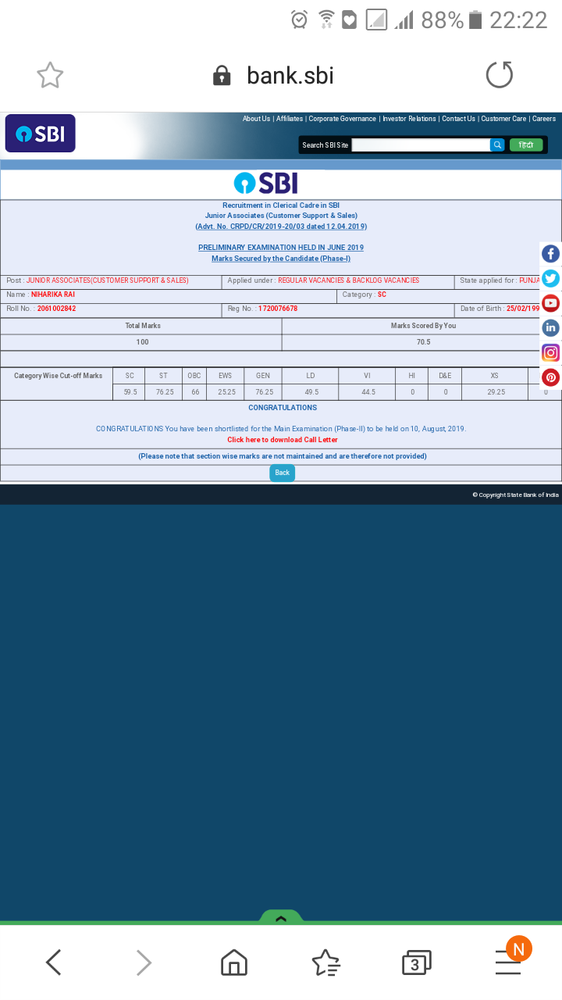 88% 22:22
bank.sbi
SBI
About Us | Affiliates | Corporate Governance | Investor Relations | Contact Us | Customer Care | Careers
Search SBI Site हिंदी
SBI
Recruitment in Clerical Cadre in SBI
Junior Associates (Customer Support & Sales)
(Advt. No. CRPD/CR/2019-20/03 dated 12.04.2019)
PRELIMINARY EXAMINATION HELD IN JUNE 2019
Marks Secured by the Candidate (Phase-I)
Post : JUNIOR ASSOCIATES(CUSTOMER SUPPORT & SALES) Applied under : REGULAR VACANCIES & BACKLOG VACANCIES State applied for : PUNJA
Name : NIHARIKA RAI Category : SC
Roll No. : 2061002842 Reg No. : 1720076678 Date of Birth : 25/02/199
Total Marks Marks Scored By You
100 70.5
Category Wise Cut-off Marks SC ST OBC EWS GEN LD VI HI D&E XS
59.5 76.25 66 25.25 76.25 49.5 44.5 0 0 29.25 0
CONGRATULATIONS
CONGRATULATIONS You have been shortlisted for the Main Examination (Phase-II) to be held on 10, August, 2019.
Click here to download Call Letter
(Please note that section wise marks are not maintained and are therefore not provided)
Back
© Copyright State Bank of India
3 N